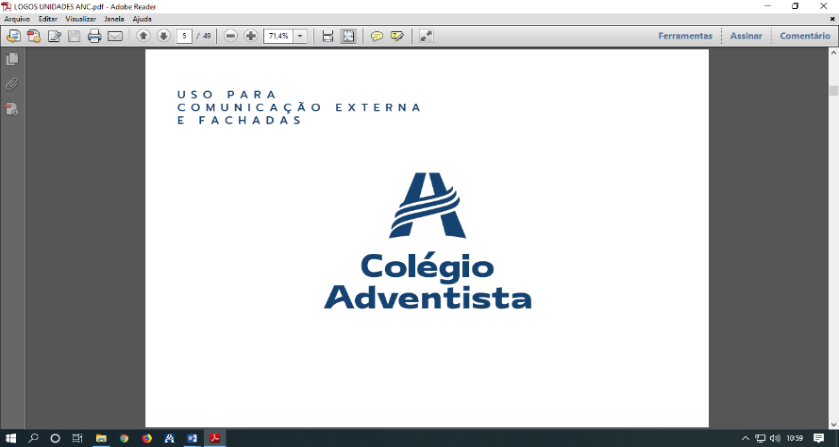 LOGOS UNIDADES ANC.pdf - Adobe Reader
Arquivo Editar Visualizar Janela Ajuda
5 / 49 71,4% Ferramentas Assinar Comentário
USO PARA
COMUNICAÇÃO EXTERNA
E FACHADAS
Colégio
Adventista
10:59